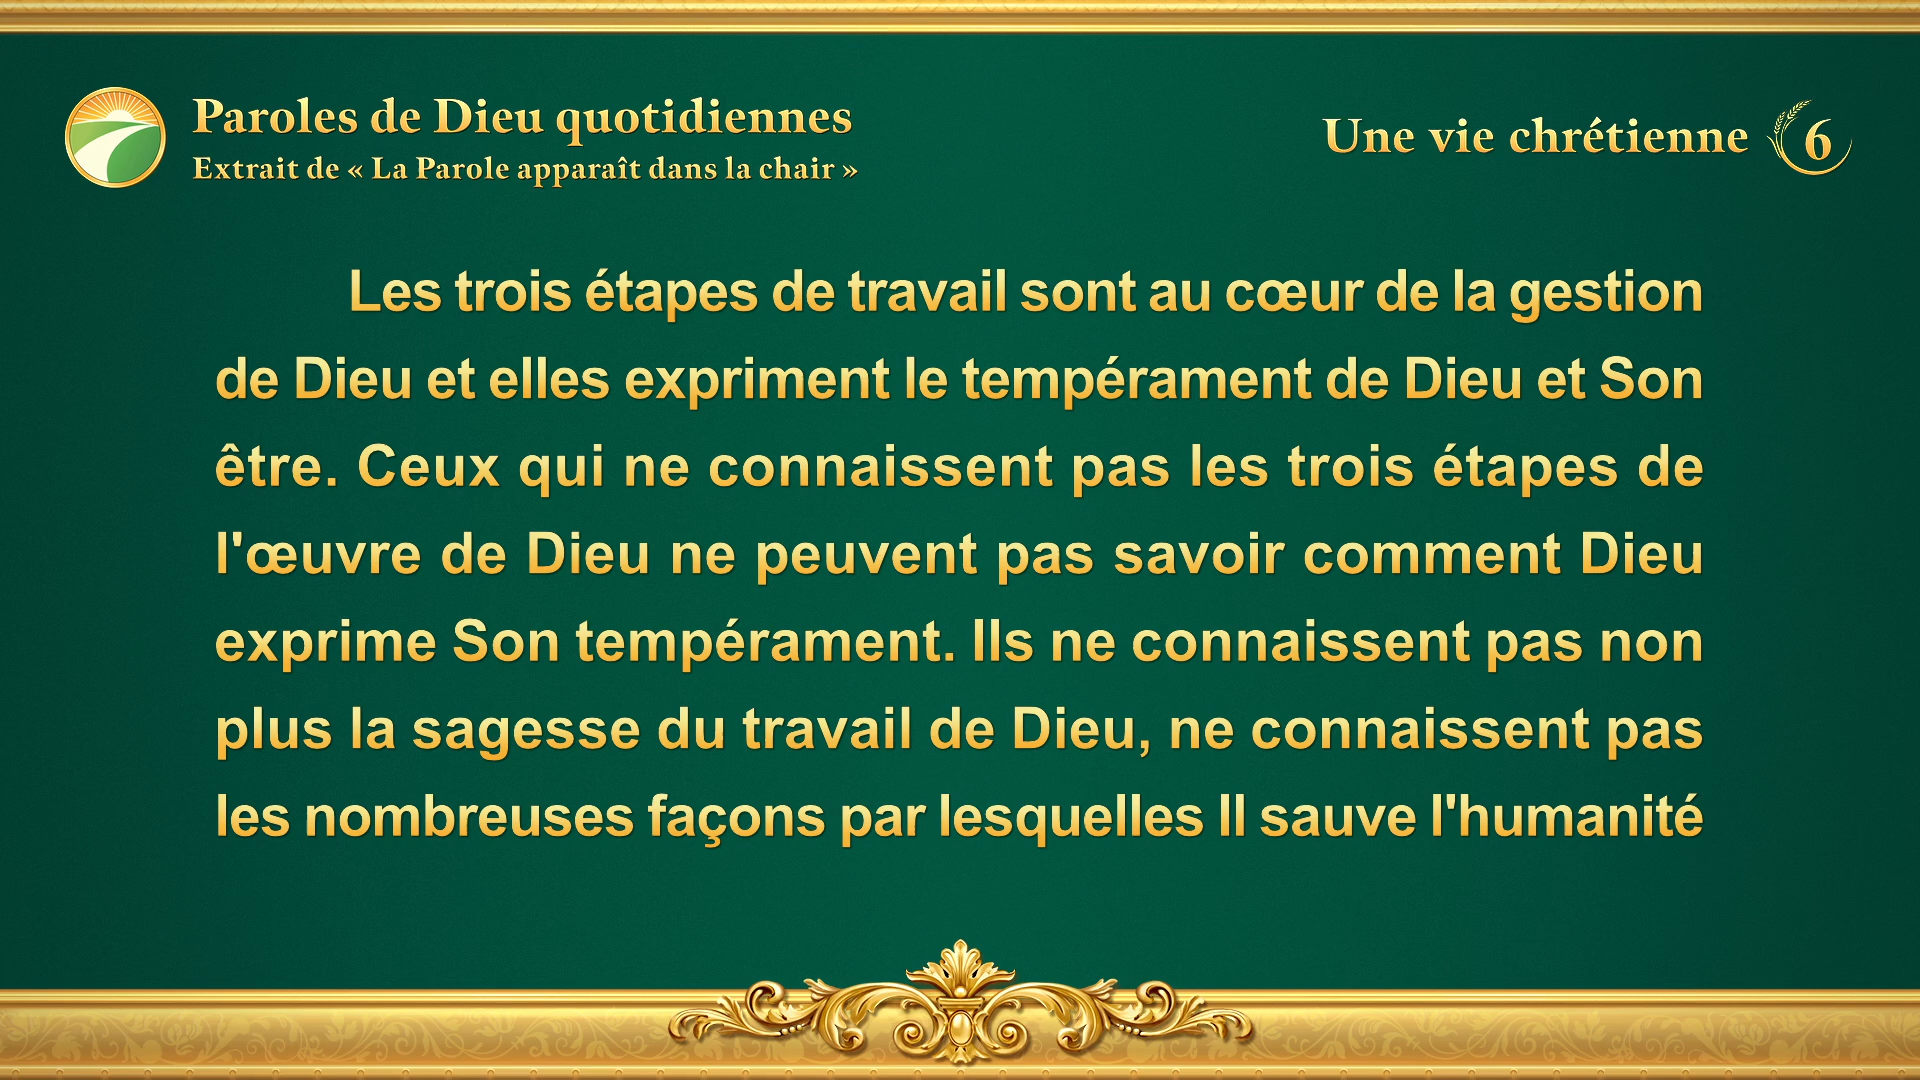 Paroles de Dieu quotidiennes
Extrait de « La Parole apparaît dans la chair »
Une vie chrétienne 6
Les trois étapes de travail sont au cœur de la gestion
de Dieu et elles expriment le tempérament de Dieu et Son
être. Ceux qui ne connaissent pas les trois étapes de
l'œuvre de Dieu ne peuvent pas savoir comment Dieu
exprime Son tempérament. Ils ne connaissent pas non
plus la sagesse du travail de Dieu, ne connaissent pas
les nombreuses façons par lesquelles Il sauve l'humanité